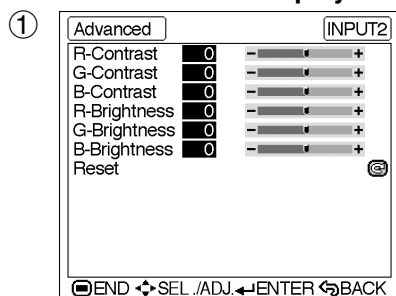 ①
Advanced INPUT2
R-Contrast 0 - +
G-Contrast 0 - +
B-Contrast 0 - +
R-Brightness 0 - +
G-Brightness 0 - +
B-Brightness 0 - +
Reset
END SEL./ADJ. ENTER BACK